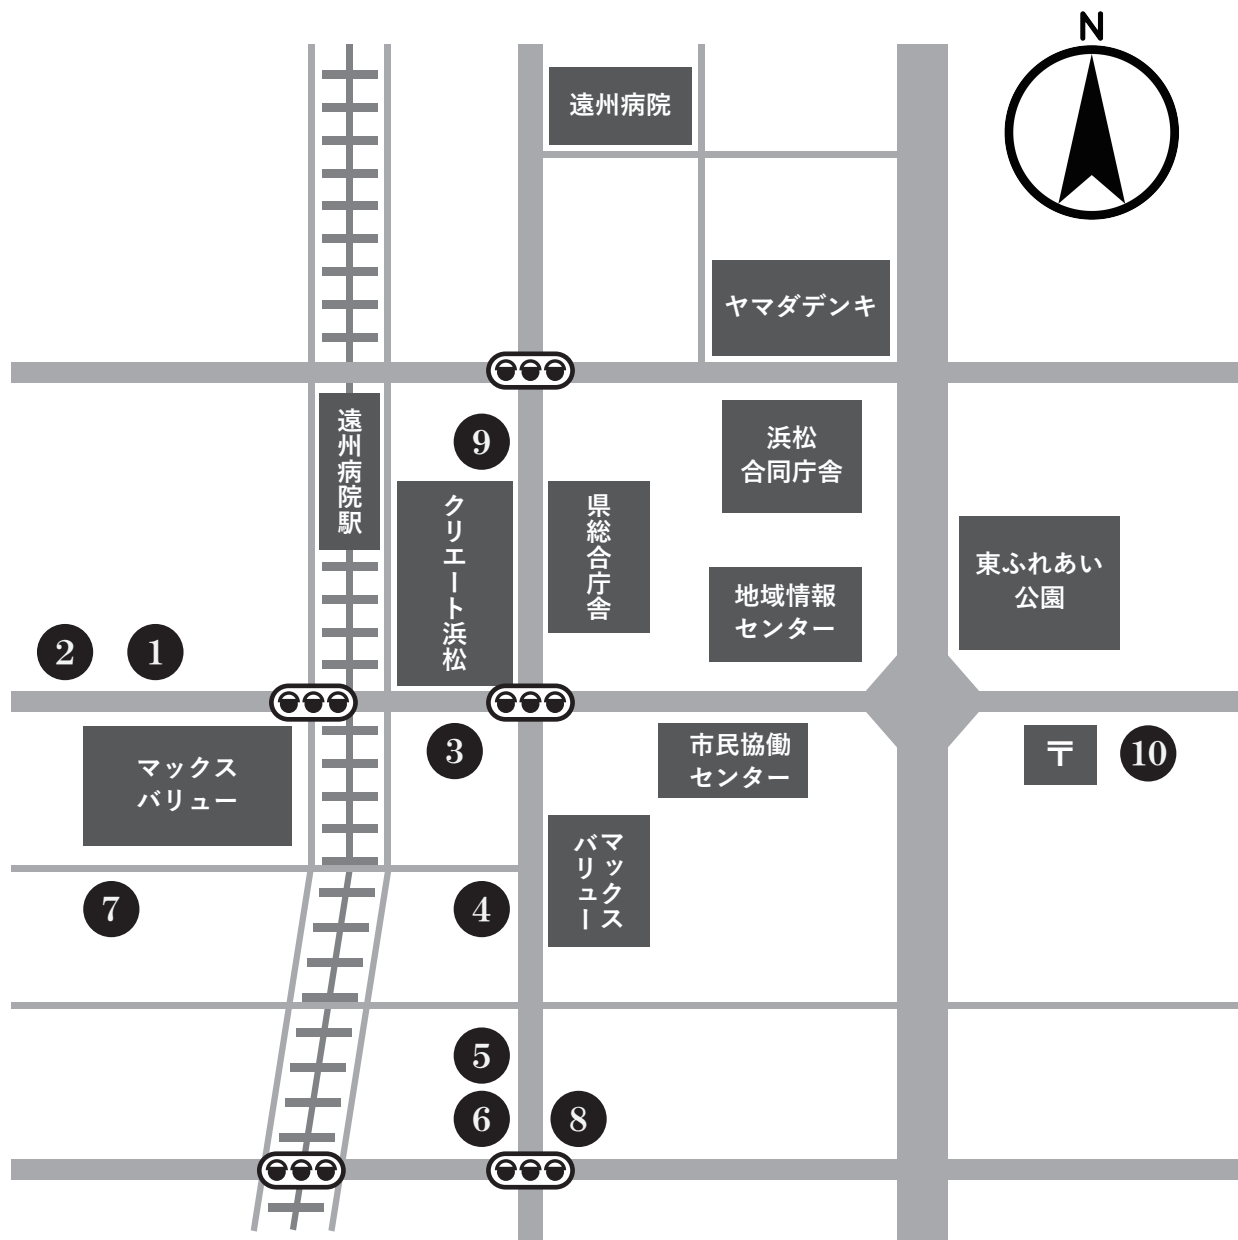 N
遠州病院
ヤマダデンキ
遠州病院駅
9
浜松
合同庁舎
クリエート浜松
県総合庁舎
東ふれあい
公園
地域情報
センター
2
1
3
市民協働
センター
〒
10
マックス
バリュー
マックス
バリュー
7
4
5
6
8